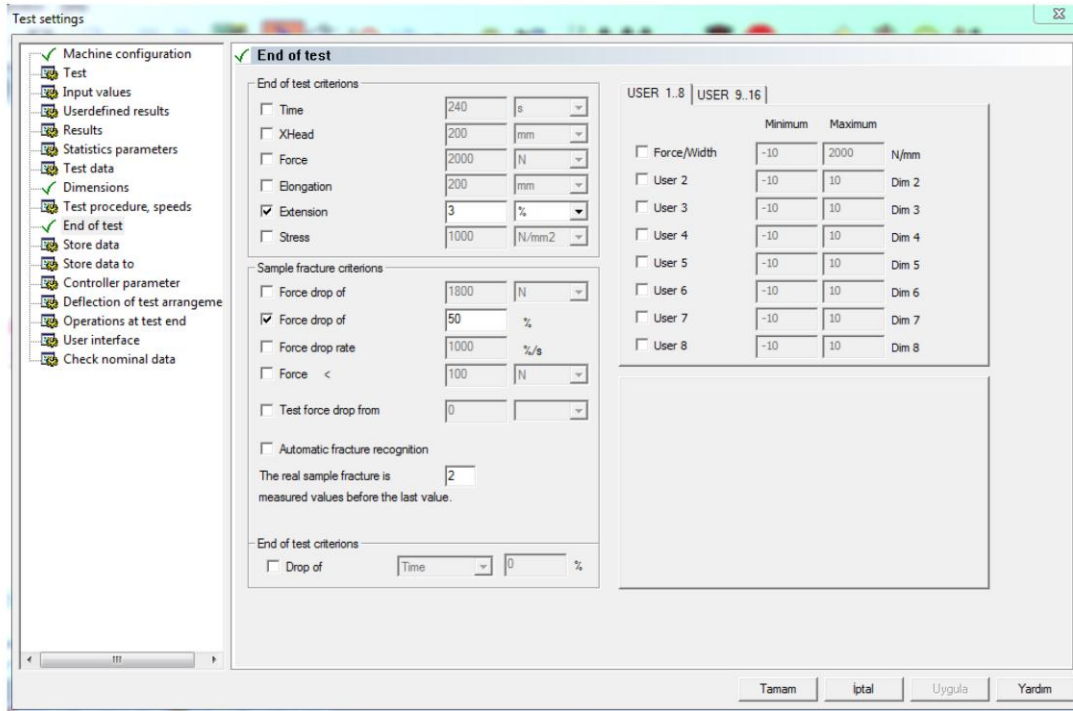 Test settings
Machine configuration
Test
Input values
Userdefined results
Results
Statistics parameters
Test data
Dimensions
Test procedure, speeds
End of test
Store data
Store data to
Controller parameter
Deflection of test arrangeme
Operations at test end
User interface
Check nominal data
End of test
End of test criterions
Time 240 s
XHead 200 mm
Force 2000 N
Elongation 200 mm
Extension 3 %
Stress 1000 N/mm2
Sample fracture criterions
Force drop of 1800 N
Force drop of 50 %
Force drop rate 1000 %/s
Force < 100 N
Test force drop from 0
Automatic fracture recognition
The real sample fracture is 2
measured values before the last value.
End of test criterions
Drop of Time 0 %
USER 1..8 USER 9..16
Minimum Maximum
Force/Width -10 2000 N/mm
User 2 -10 10 Dim 2
User 3 -10 10 Dim 3
User 4 -10 10 Dim 4
User 5 -10 10 Dim 5
User 6 -10 10 Dim 6
User 7 -10 10 Dim 7
User 8 -10 10 Dim 8
Tamam İptal Uygula Yardım